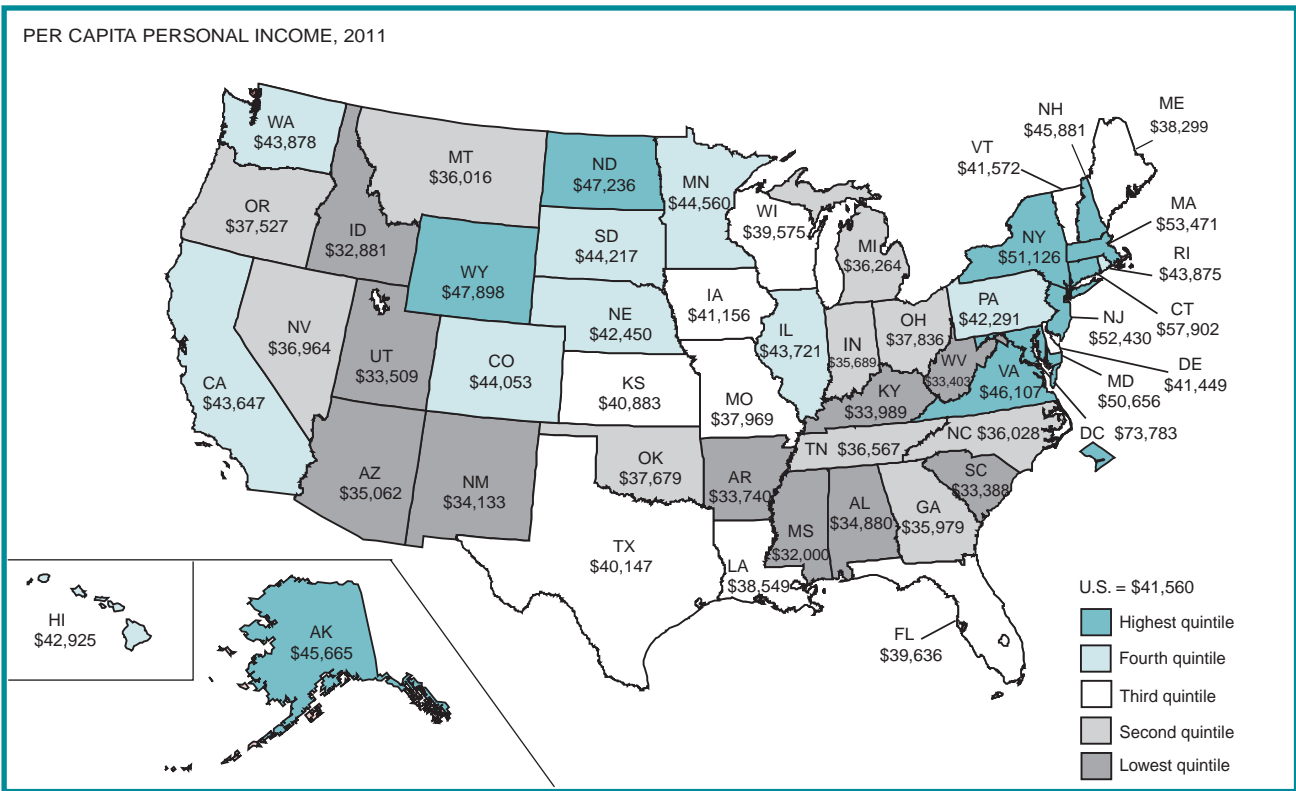 PER CAPITA PERSONAL INCOME, 2011
WA
$43,878
MT
$36,016
ND
$47,236
MN
$44,560
OR
$37,527
ID
$32,881
WY
$47,898
SD
$44,217
WI
$39,575
MI
$36,264
NH
$45,881
ME
$38,299
VT
$41,572
MA
$53,471
NY
$51,126
RI
$43,875
CT
$57,902
NJ
$52,430
PA
$42,291
DE
$41,449
MD
$50,656
DC $73,783
NV
$36,964
UT
$33,509
CO
$44,053
NE
$42,450
IA
$41,156
IL
$43,721
IN
$35,689
OH
$37,836
WV
$33,403
VA
$46,107
CA
$43,647
KS
$40,883
MO
$37,969
KY
$33,989
TN $36,567
NC $36,028
SC
$33,388
AZ
$35,062
NM
$34,133
OK
$37,679
AR
$33,740
MS
$32,000
AL
$34,880
GA
$35,979
TX
$40,147
LA
$38,549
FL
$39,636
HI
$42,925
AK
$45,665
U.S. = $41,560
Highest quintile
Fourth quintile
Third quintile
Second quintile
Lowest quintile